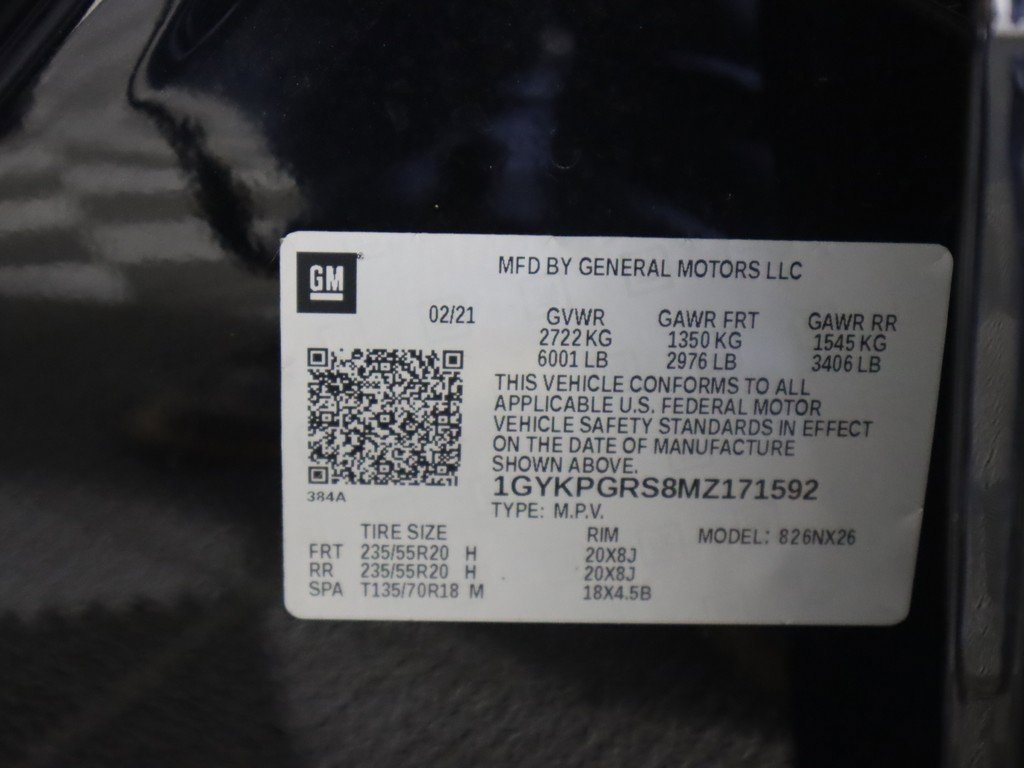 GM
MFD BY GENERAL MOTORS LLC
02/21 GVWR GAWR FRT GAWR RR
2722 KG 1350 KG 1545 KG
6001 LB 2976 LB 3406 LB
THIS VEHICLE CONFORMS TO ALL
APPLICABLE U.S. FEDERAL MOTOR
VEHICLE SAFETY STANDARDS IN EFFECT
ON THE DATE OF MANUFACTURE
SHOWN ABOVE.
1GYKPGRS8MZ171592
384A
TYPE: M.P.V.
TIRE SIZE RIM MODEL: 826NX26
FRT 235/55R20 H 20X8J
RR 235/55R20 H 20X8J
SPA T135/70R18 M 18X4.5B